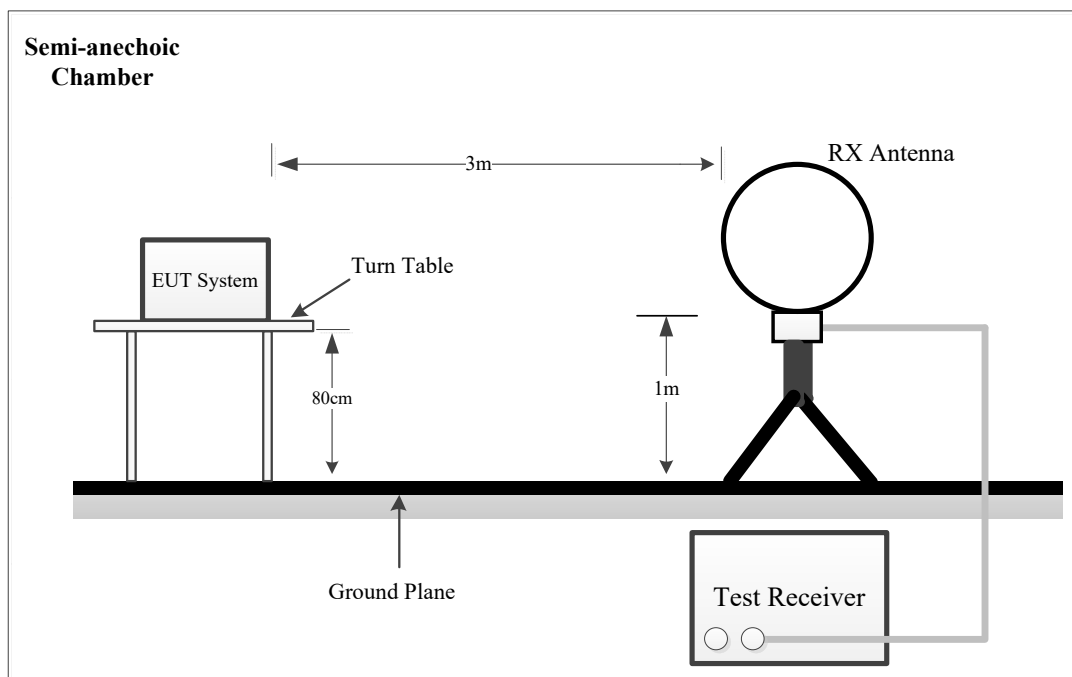 Semi-anechoic
Chamber
3m
RX Antenna
EUT System
Turn Table
80cm
1m
Ground Plane
Test Receiver